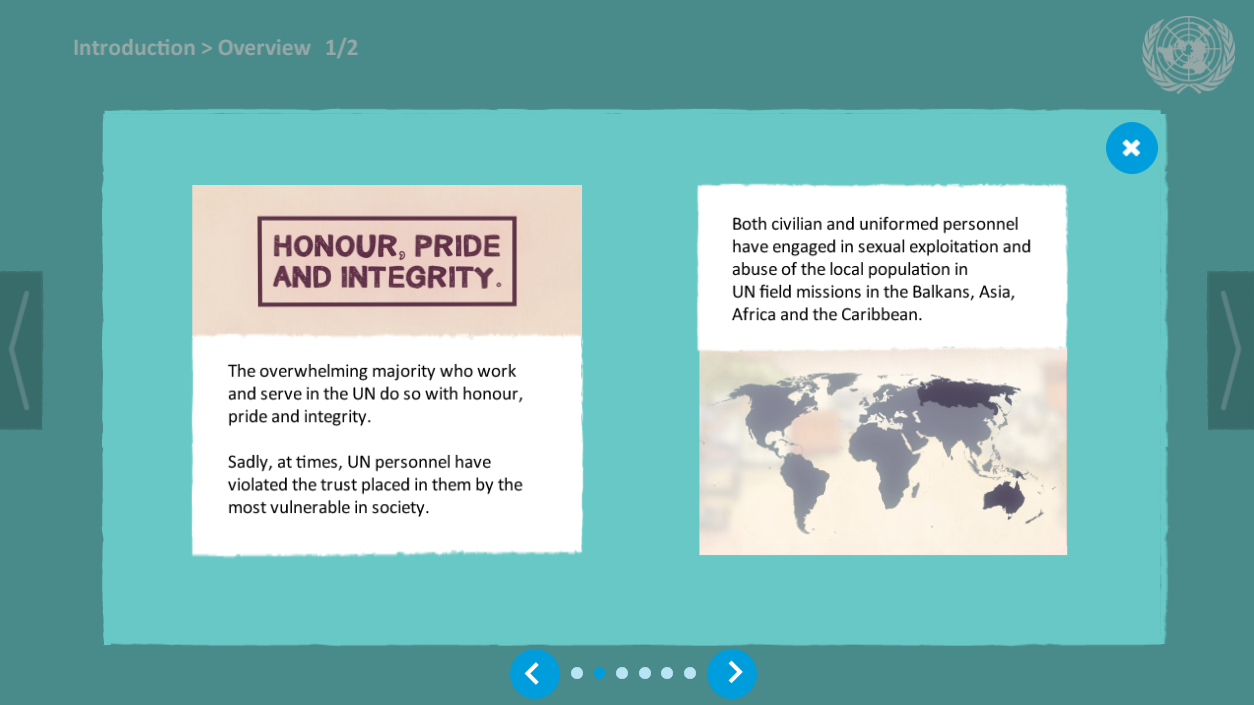 Introduction > Overview 1/2
HONOUR, PRIDE
AND INTEGRITY.
The overwhelming majority who work
and serve in the UN do so with honour,
pride and integrity.
Sadly, at times, UN personnel have
violated the trust placed in them by the
most vulnerable in society.
Both civilian and uniformed personnel
have engaged in sexual exploitation and
abuse of the local population in
UN field missions in the Balkans, Asia,
Africa and the Caribbean.